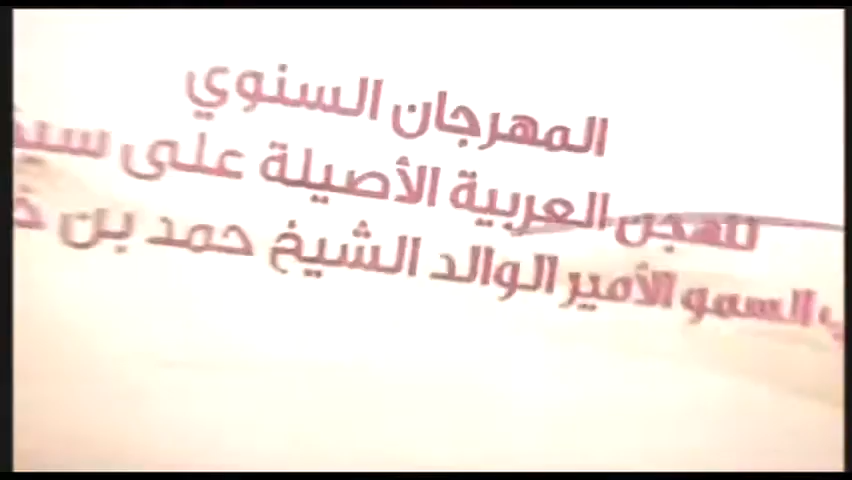 المهرجان السنوي
للهجن العربية الأصيلة على
السمو الأمير الوالد الشيخ حمد بن